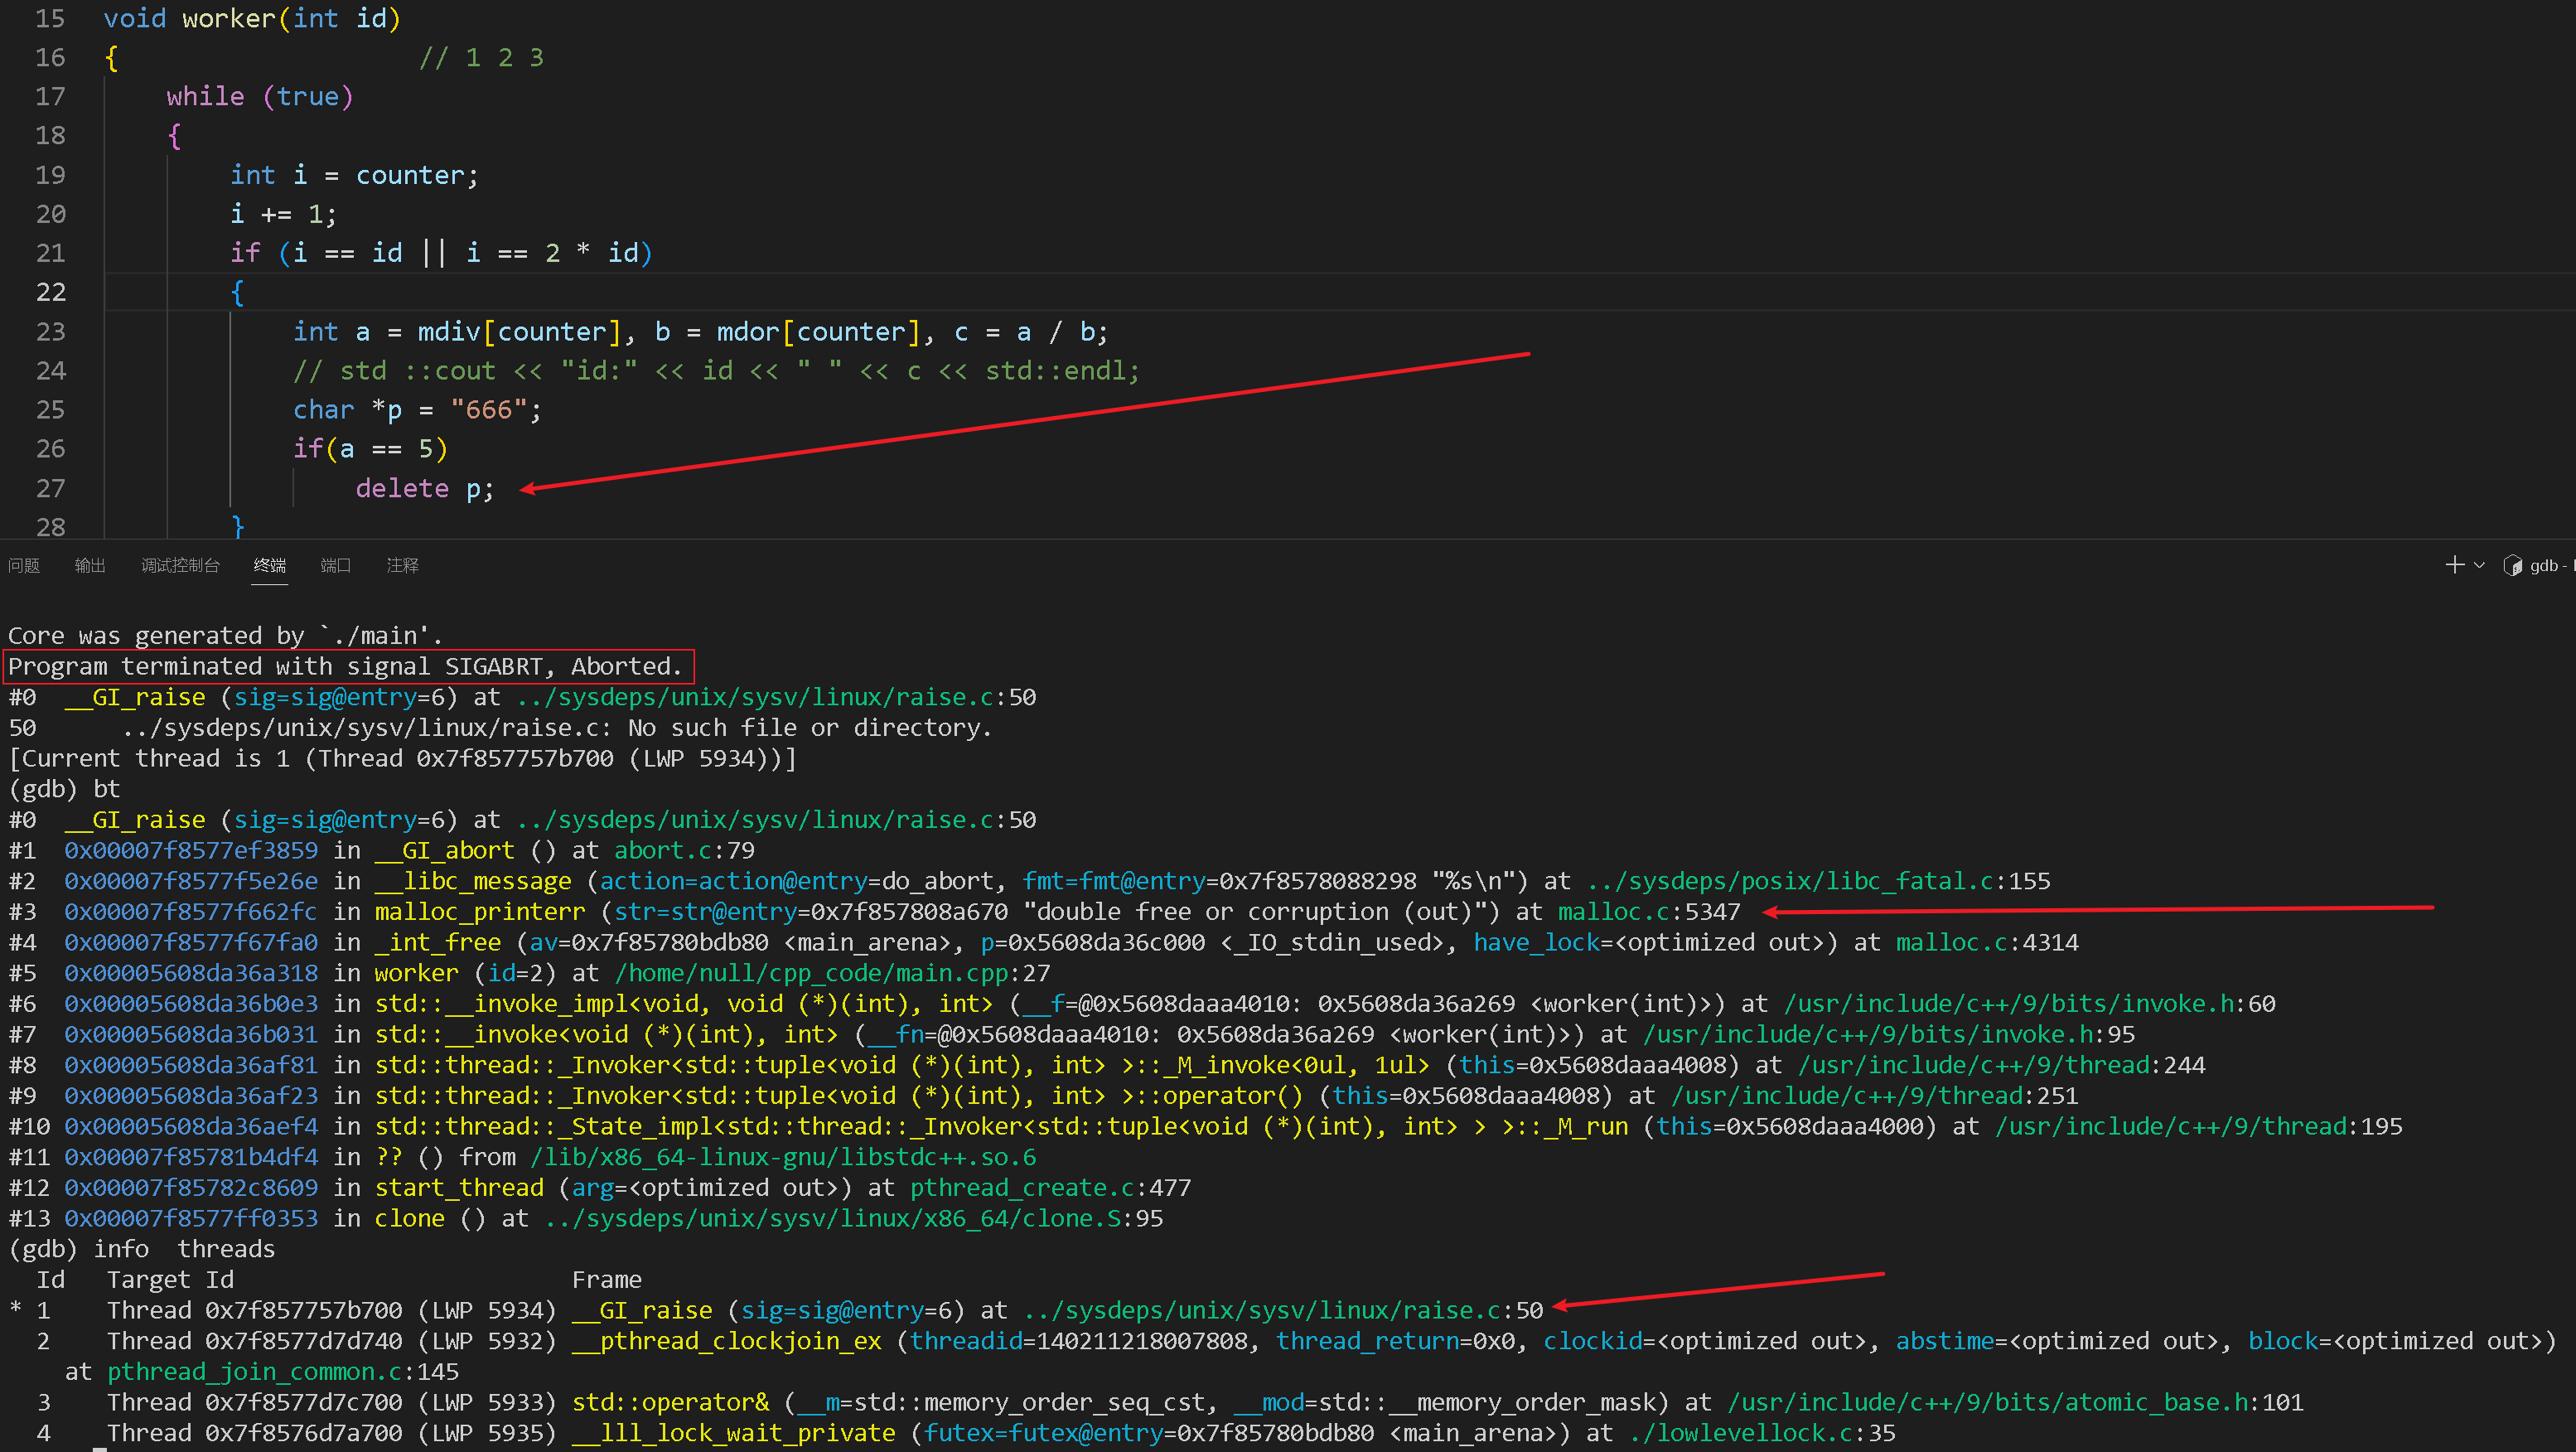 15 void worker(int id)
16 { // 1 2 3
17 while (true)
18 {
19 int i = counter;
20 i += 1;
21 if (i == id || i == 2 * id)
22 {
23 int a = mdiv[counter], b = mdor[counter], c = a / b;
24 // std ::cout << "id:" << id << " " << c << std::endl;
25 char *p = "666";
26 if(a == 5)
27 delete p;
28 }
问题 输出 调试控制台 终端 端口 注释 gdb -
Core was generated by `./main'.
Program terminated with signal SIGABRT, Aborted.
#0 __GI_raise (sig=sig@entry=6) at ../sysdeps/unix/sysv/linux/raise.c:50
50 ../sysdeps/unix/sysv/linux/raise.c: No such file or directory.
[Current thread is 1 (Thread 0x7f857757b700 (LWP 5934))]
(gdb) bt
#0 __GI_raise (sig=sig@entry=6) at ../sysdeps/unix/sysv/linux/raise.c:50
#1 0x00007f8577ef3859 in __GI_abort () at abort.c:79
#2 0x00007f8577f5e26e in __libc_message (action=action@entry=do_abort, fmt=fmt@entry=0x7f8578088298 "%s\n") at ../sysdeps/posix/libc_fatal.c:155
#3 0x00007f8577f662fc in malloc_printerr (str=str@entry=0x7f857808a670 "double free or corruption (out)") at malloc.c:5347
#4 0x00007f8577f67fa0 in _int_free (av=0x7f85780bdb80 <main_arena>, p=0x5608da36c000 <_IO_stdin_used>, have_lock=<optimized out>) at malloc.c:4314
#5 0x00005608da36a318 in worker (id=2) at /home/null/cpp_code/main.cpp:27
#6 0x00005608da36b0e3 in std::__invoke_impl<void, void (*)(int), int> (__f=@0x5608daaa4010: 0x5608da36a269 <worker(int)>) at /usr/include/c++/9/bits/invoke.h:60
#7 0x00005608da36b031 in std::__invoke<void (*)(int), int> (__fn=@0x5608daaa4010: 0x5608da36a269 <worker(int)>) at /usr/include/c++/9/bits/invoke.h:95
#8 0x00005608da36af81 in std::thread::_Invoker<std::tuple<void (*)(int), int> >::_M_invoke<0ul, 1ul> (this=0x5608daaa4008) at /usr/include/c++/9/thread:244
#9 0x00005608da36af23 in std::thread::_Invoker<std::tuple<void (*)(int), int> >::operator() (this=0x5608daaa4008) at /usr/include/c++/9/thread:251
#10 0x00005608da36aef4 in std::thread::_State_impl<std::thread::_Invoker<std::tuple<void (*)(int), int> > >::_M_run (this=0x5608daaa4000) at /usr/include/c++/9/thread:195
#11 0x00007f85781b4df4 in ?? () from /lib/x86_64-linux-gnu/libstdc++.so.6
#12 0x00007f85782c8609 in start_thread (arg=<optimized out>) at pthread_create.c:477
#13 0x00007f8577ff0353 in clone () at ../sysdeps/unix/sysv/linux/x86_64/clone.S:95
(gdb) info  threads
Id Target Id Frame
* 1 Thread 0x7f857757b700 (LWP 5934) __GI_raise (sig=sig@entry=6) at ../sysdeps/unix/sysv/linux/raise.c:50
2 Thread 0x7f8577d7d740 (LWP 5932) __pthread_clockjoin_ex (threadid=140211218007808, thread_return=0x0, clockid=<optimized out>, abstime=<optimized out>, block=<optimized out>)
at pthread_join_common.c:145
3 Thread 0x7f8577d7c700 (LWP 5933) std::operator& (__m=std::memory_order_seq_cst, __mod=std::__memory_order_mask) at /usr/include/c++/9/bits/atomic_base.h:101
4 Thread 0x7f8576d7a700 (LWP 5935) __lll_lock_wait_private (futex=futex@entry=0x7f85780bdb80 <main_arena>) at ./lowlevellock.c:35